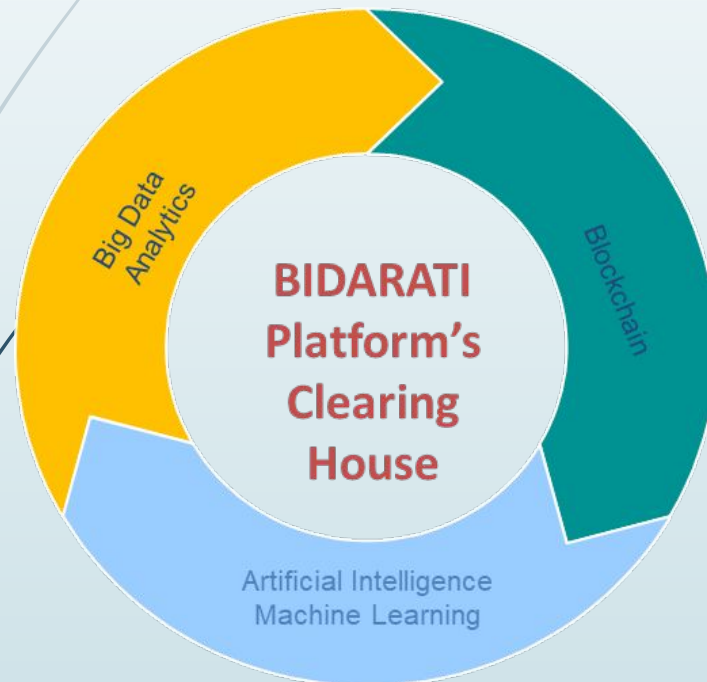 Big Data
Analytics
Blockchain
BIDARATI
Platform’s
Clearing
House
Artificial Intelligence
Machine Learning